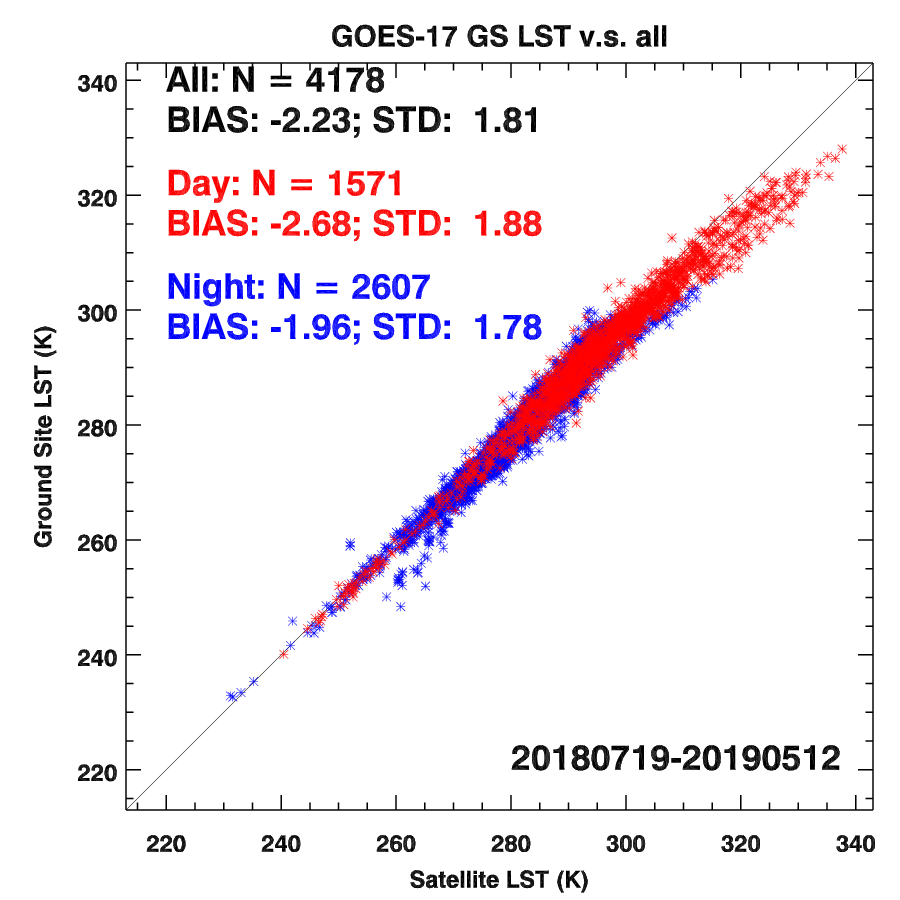 GOES-17 GS LST v.s. all
All: N = 4178
BIAS: -2.23; STD: 1.81
Day: N = 1571
BIAS: -2.68; STD: 1.88
Night: N = 2607
BIAS: -1.96; STD: 1.78
340
320
300
280
260
240
220
Ground Site LST (K)
20180719-20190512
220 240 260 280 300 320 340
Satellite LST (K)